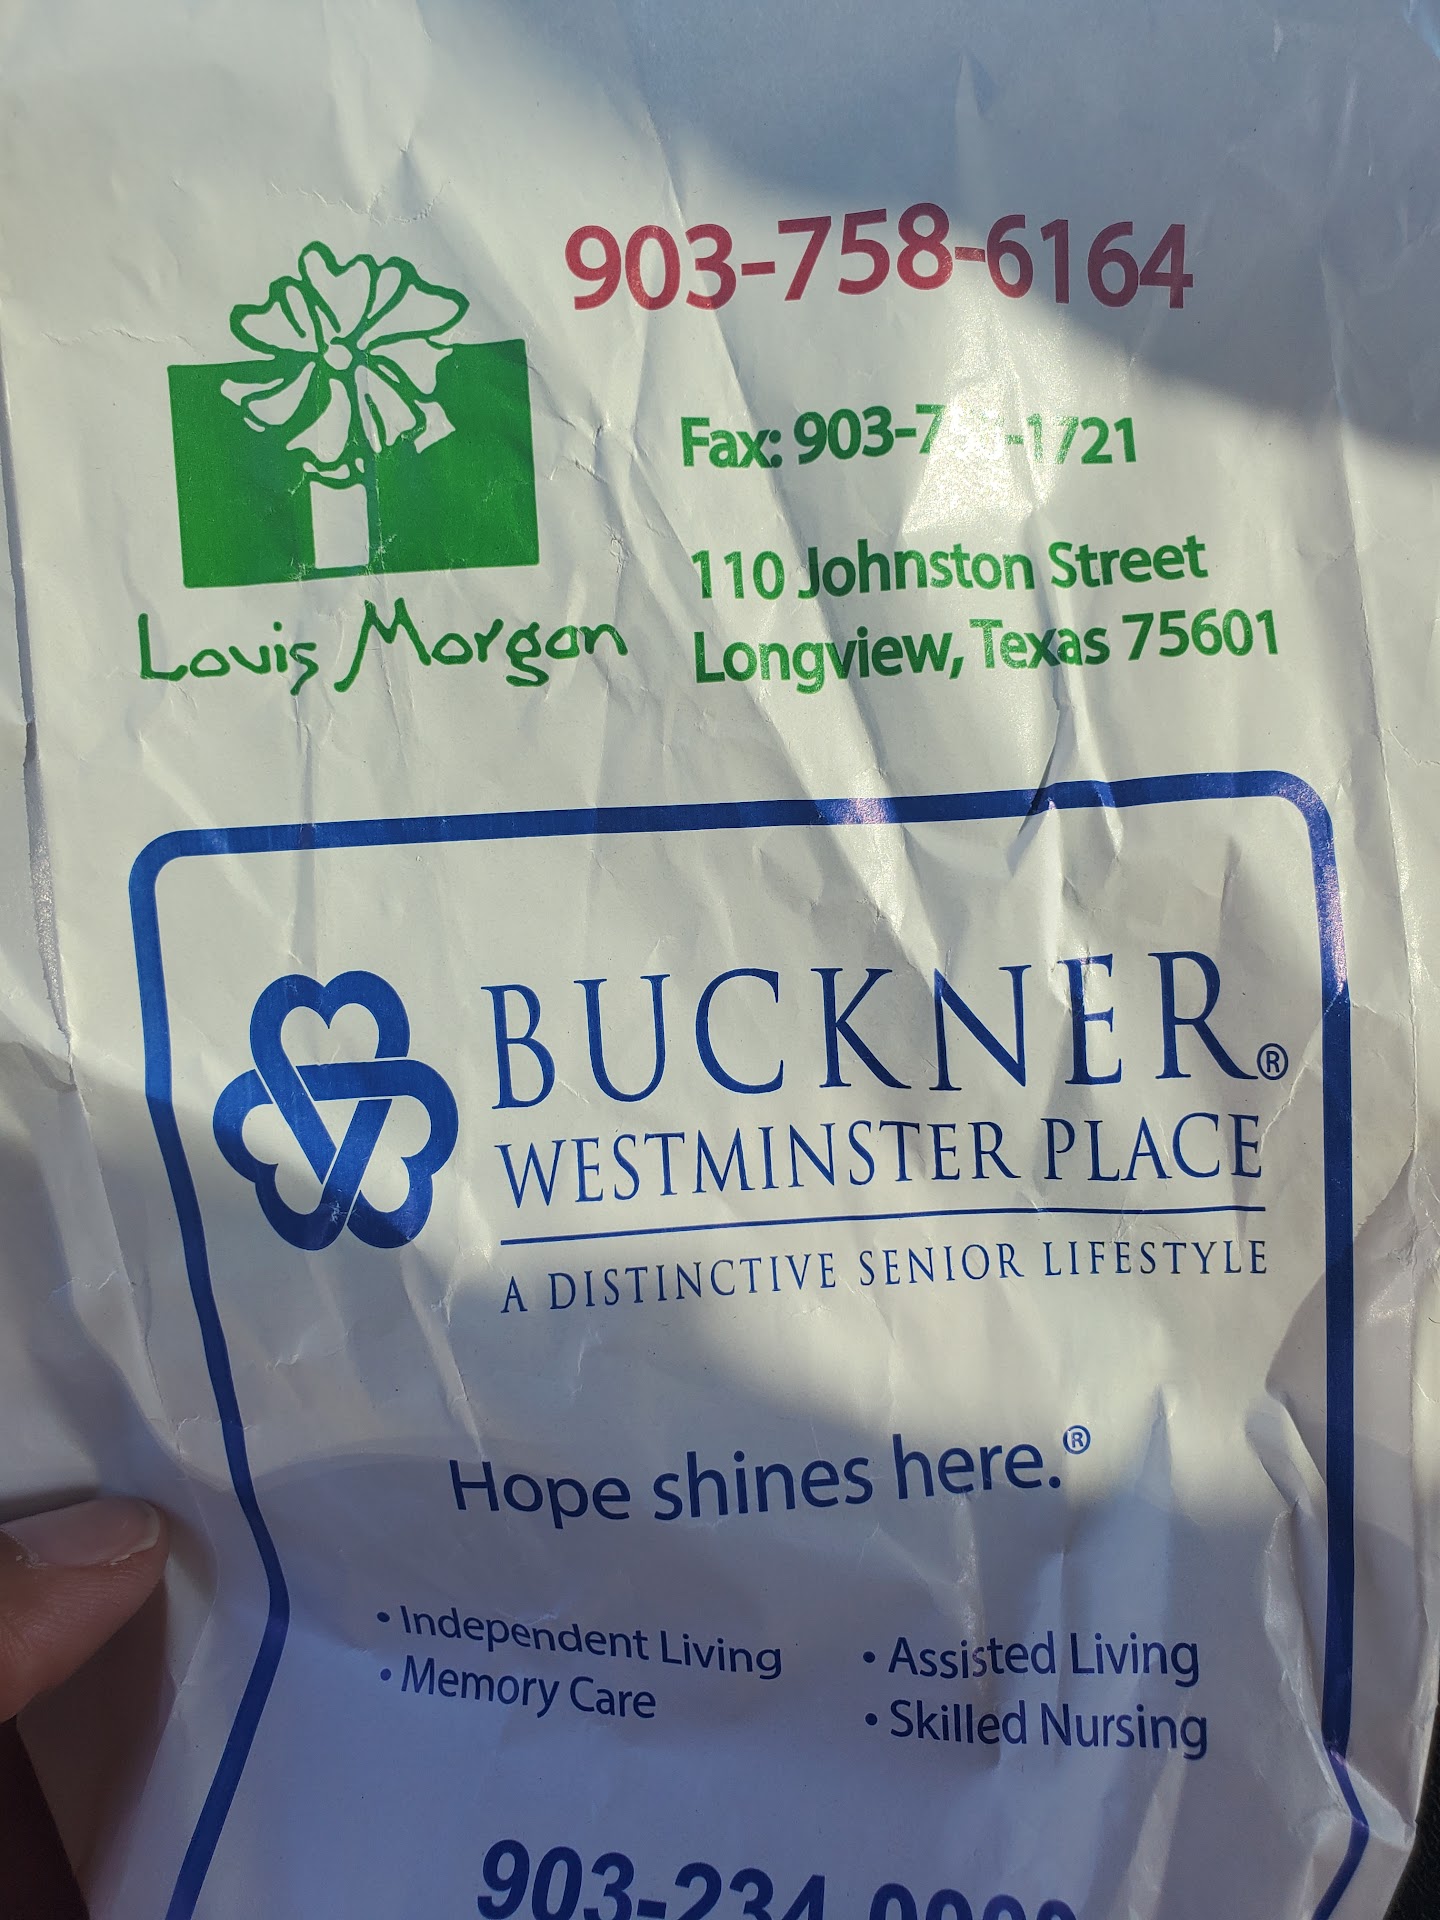 903-758-6164
Fax:
110 Johnston Street
Longview, Texas 75601
Louis Morgan
BUCKNER®
WESTMINSTER PLACE
A DISTINCTIVE SENIOR LIFESTYLE
Hope shines here.®
• Independent Living
• Memory Care
• Assisted Living
• Skilled Nursing